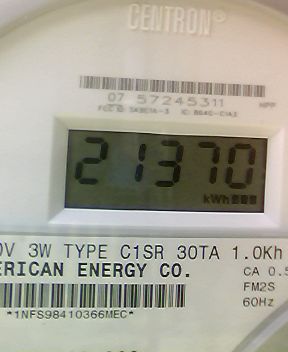 CENTRON®
07 57245311
NPP
21370
kWh
0V 3W TYPE C1SR 30TA 1.0Kh
ERICAN ENERGY CO.
CA 0.5
FM2S
*1NFS98410366MEC*
60Hz